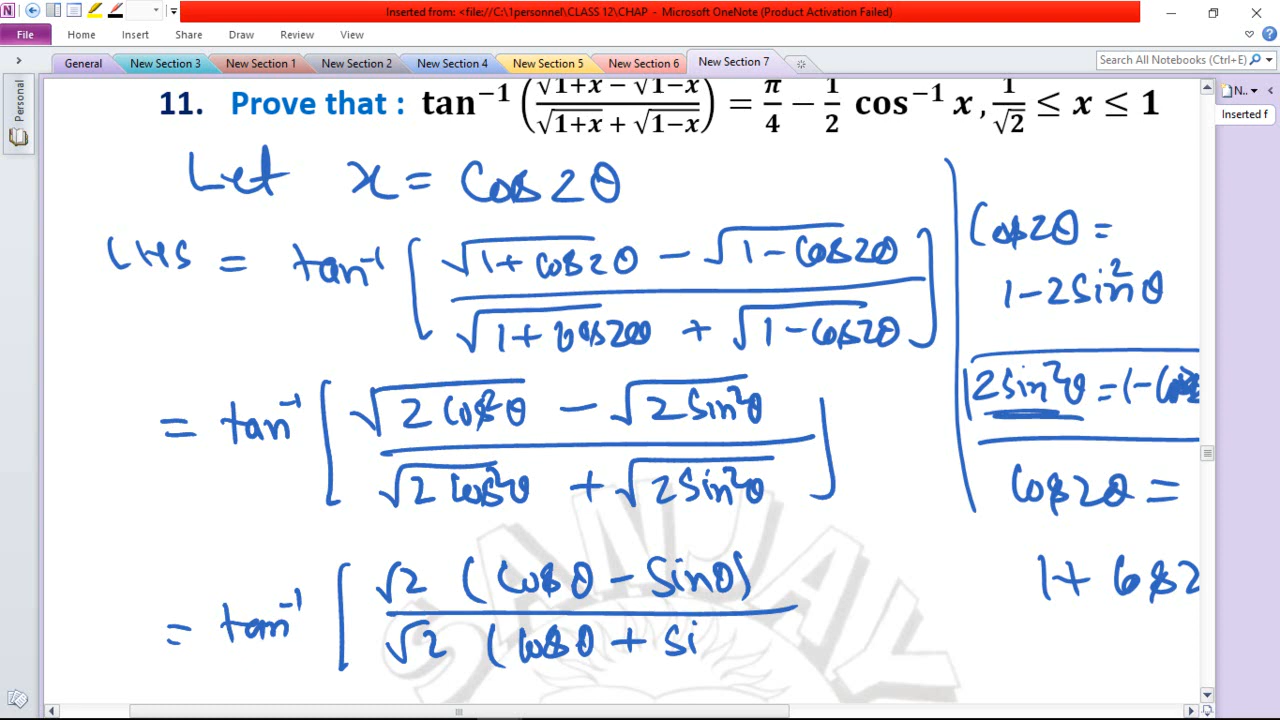 Inserted from: <file://C:\1personnel\CLASS 12\CHAP - Microsoft OneNote (Product Activation Failed)
File Home Insert Share Draw Review View
General New Section 3 New Section 1 New Section 2 New Section 4 New Section 5 New Section 6 New Section 7 Search All Notebooks (Ctrl+E)
Personal
N..
Inserted f
11. Prove that : tan⁻¹ ((√1+x − √1−x)/(√1+x + √1−x)) = π/4 − 1/2 cos⁻¹ x, 1/√2 ≤ x ≤ 1
Let x = Cos2θ
LHS = tan⁻¹ [(√1+cos2θ − √1−Cos2θ)/(√1+cos2θ + √1−Cos2θ)]
= tan⁻¹ [(√2Cos²θ − √2Sin²θ)/(√2Cos²θ + √2Sin²θ)]
= tan⁻¹ [√2 (Cosθ − Sinθ)/√2 (Cosθ + Si
Cos2θ =
1−2Sin²θ
2Sin²θ = 1−Cos2
Cos2θ =
1+ Cos2
SANJAL